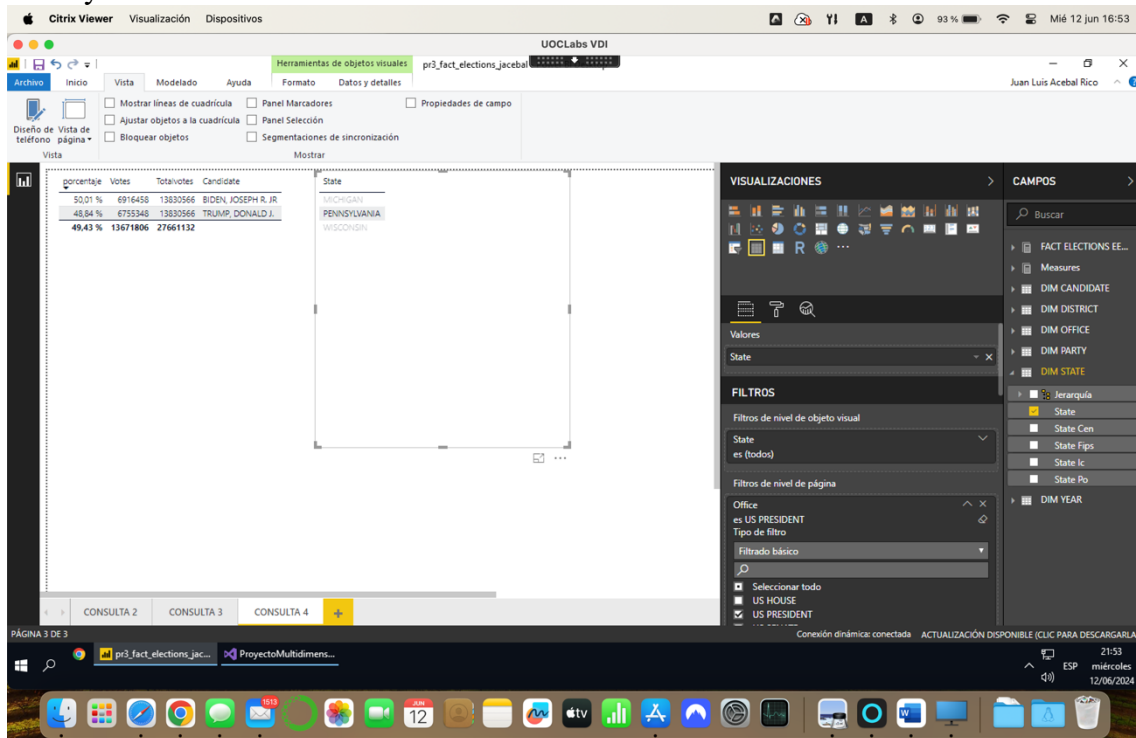 Citrix Viewer Visualización Dispositivos
93 % Mié 12 jun 16:53
UOCLabs VDI
Herramientas de objetos visuales pr3_fact_elections_jacebal
Archivo Inicio Vista Modelado Ayuda Formato Datos y detalles Juan Luis Acebal Rico
Mostrar líneas de cuadrícula Panel Marcadores Propiedades de campo
Ajustar objetos a la cuadrícula Panel Selección
Bloquear objetos Segmentaciones de sincronización
Diseño de teléfono
Vista de página
Vista Mostrar
porcentaje Votes Totalvotes Candidate
50,01 % 6916458 13830566 BIDEN, JOSEPH R. JR
48,84 % 6755348 13830566 TRUMP, DONALD J.
49,43 % 13671806 27661132
State
MICHIGAN
PENNSYLVANIA
WISCONSIN
VISUALIZACIONES
R
Valores
State
FILTROS
Filtros de nivel de objeto visual
State
es (todos)
Filtros de nivel de página
Office
es US PRESIDENT
Tipo de filtro
Filtrado básico
Seleccionar todo
US HOUSE
US PRESIDENT
CAMPOS
Buscar
FACT ELECTIONS EE...
Measures
DIM CANDIDATE
DIM DISTRICT
DIM OFFICE
DIM PARTY
DIM STATE
Jerarquía
State
State Cen
State Fips
State Ic
State Po
DIM YEAR
CONSULTA 2 CONSULTA 3 CONSULTA 4 +
PÁGINA 3 DE 3 Conexión dinámica: conectada ACTUALIZACIÓN DISPONIBLE (CLIC PARA DESCARGARLA
pr3_fact_elections_jac... ProyectoMultidimens...
21:53
ESP miércoles
12/06/2024
1513
JUN
12
tv